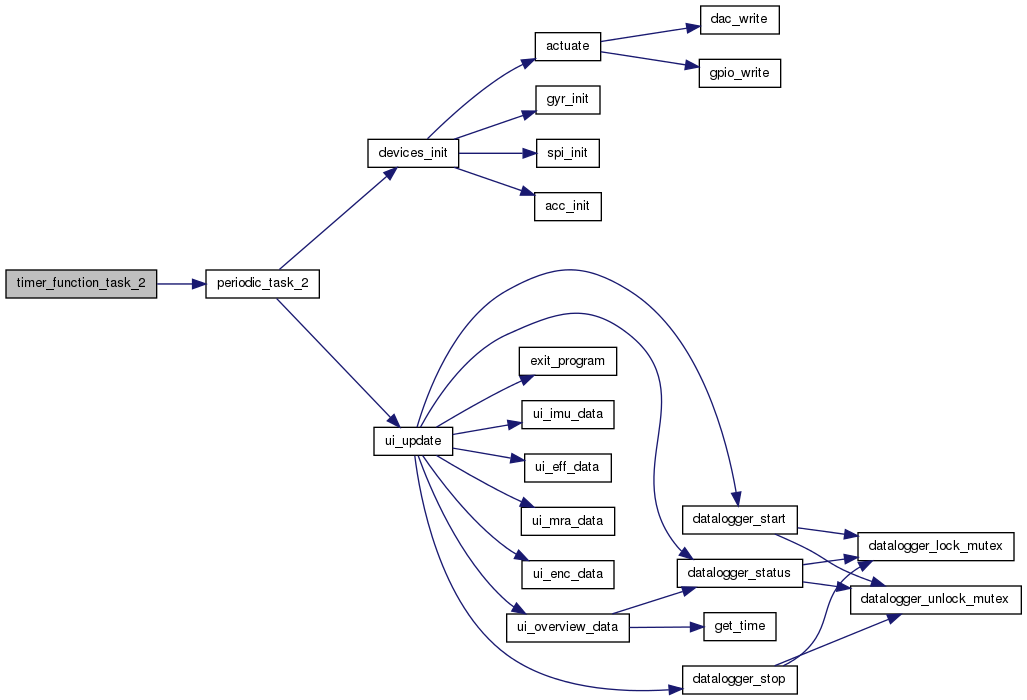 dac_write
actuate
gpio_write
gyr_init
devices_init
spi_init
acc_init
timer_function_task_2
periodic_task_2
exit_program
ui_imu_data
ui_update
ui_eff_data
ui_mra_data
datalogger_start
datalogger_lock_mutex
ui_enc_data
datalogger_status
datalogger_unlock_mutex
ui_overview_data
get_time
datalogger_stop